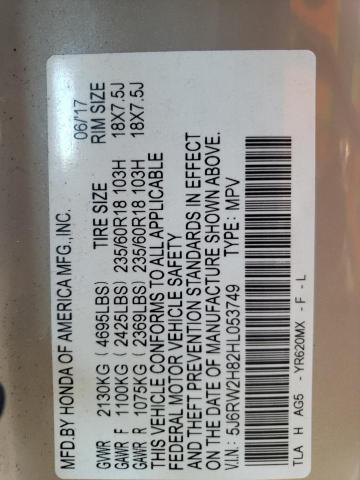 MFD.BY HONDA OF AMERICA MFG.,INC. 06/17
TIRE SIZE RIM SIZE
GVWR 2130KG (4695LBS)
GAWR F 1100KG (2425LBS) 235/60R18 103H 18X7.5J
GAWR R 1075KG (2369LBS) 235/60R18 103H 18X7.5J
THIS VEHICLE CONFORMS TO ALL APPLICABLE
FEDERAL MOTOR VEHICLE SAFETY
AND THEFT PREVENTION STANDARDS IN EFFECT
ON THE DATE OF MANUFACTURE SHOWN ABOVE.
V.I.N.: 5J6RW2H82HL053749 TYPE: MPV
TLA H AG5 - YR620MX - F - L